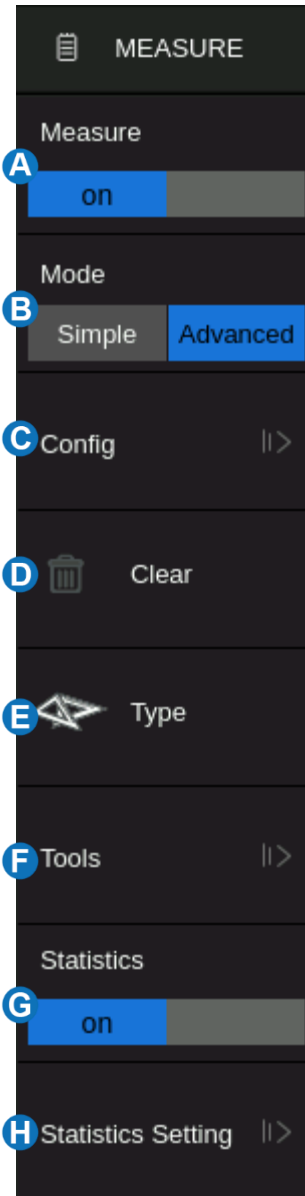 MEASURE
Measure
A
on
Mode
B
Simple Advanced
C Config
D Clear
E Type
F Tools
Statistics
G
on
H Statistics Setting